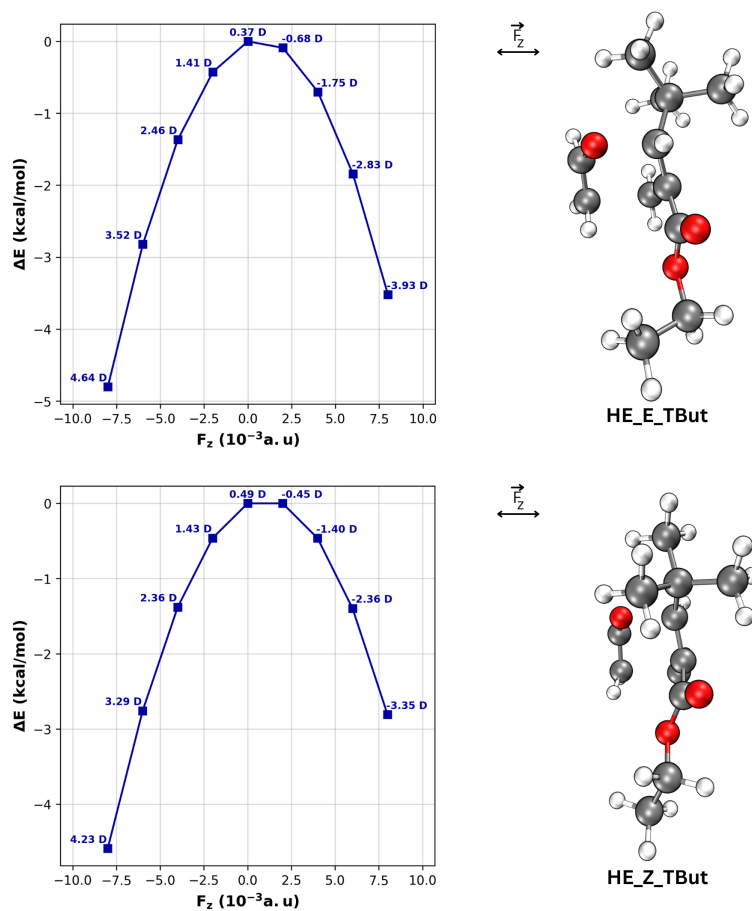 0.37 D
-0.68 D
1.41 D
-1.75 D
2.46 D
-2.83 D
3.52 D
-3.93 D
4.64 D
0
−1
−2
−3
−4
−5
ΔE (kcal/mol)
−10.0 −7.5 −5.0 −2.5 0.0 2.5 5.0 7.5 10.0
F_z (10⁻³a.u)
F_z
HE_E_TBut
0.49 D
-0.45 D
1.43 D
-1.40 D
2.36 D
-2.36 D
3.29 D
-3.35 D
4.23 D
0
−1
−2
−3
−4
ΔE (kcal/mol)
−10.0 −7.5 −5.0 −2.5 0.0 2.5 5.0 7.5 10.0
F_z (10⁻³a.u)
F_z
HE_Z_TBut